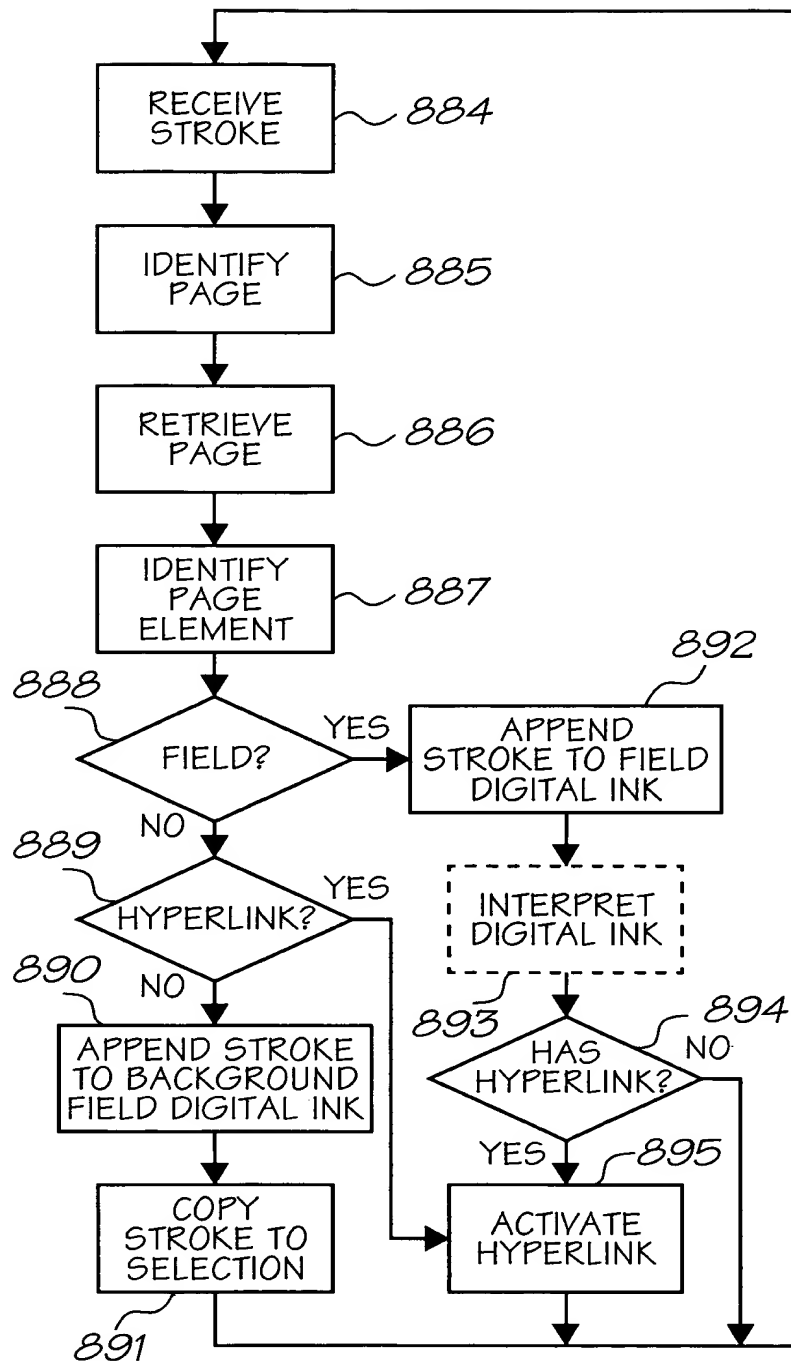 RECEIVE
STROKE
884
IDENTIFY
PAGE
885
RETRIEVE
PAGE
886
IDENTIFY
PAGE
ELEMENT
887
888
FIELD?
YES
NO
892
APPEND
STROKE TO FIELD
DIGITAL INK
889
HYPERLINK?
YES
NO
INTERPRET
DIGITAL INK
893
890
APPEND STROKE
TO BACKGROUND
FIELD DIGITAL INK
894
HAS
HYPERLINK?
NO
YES
895
COPY
STROKE TO
SELECTION
891
ACTIVATE
HYPERLINK